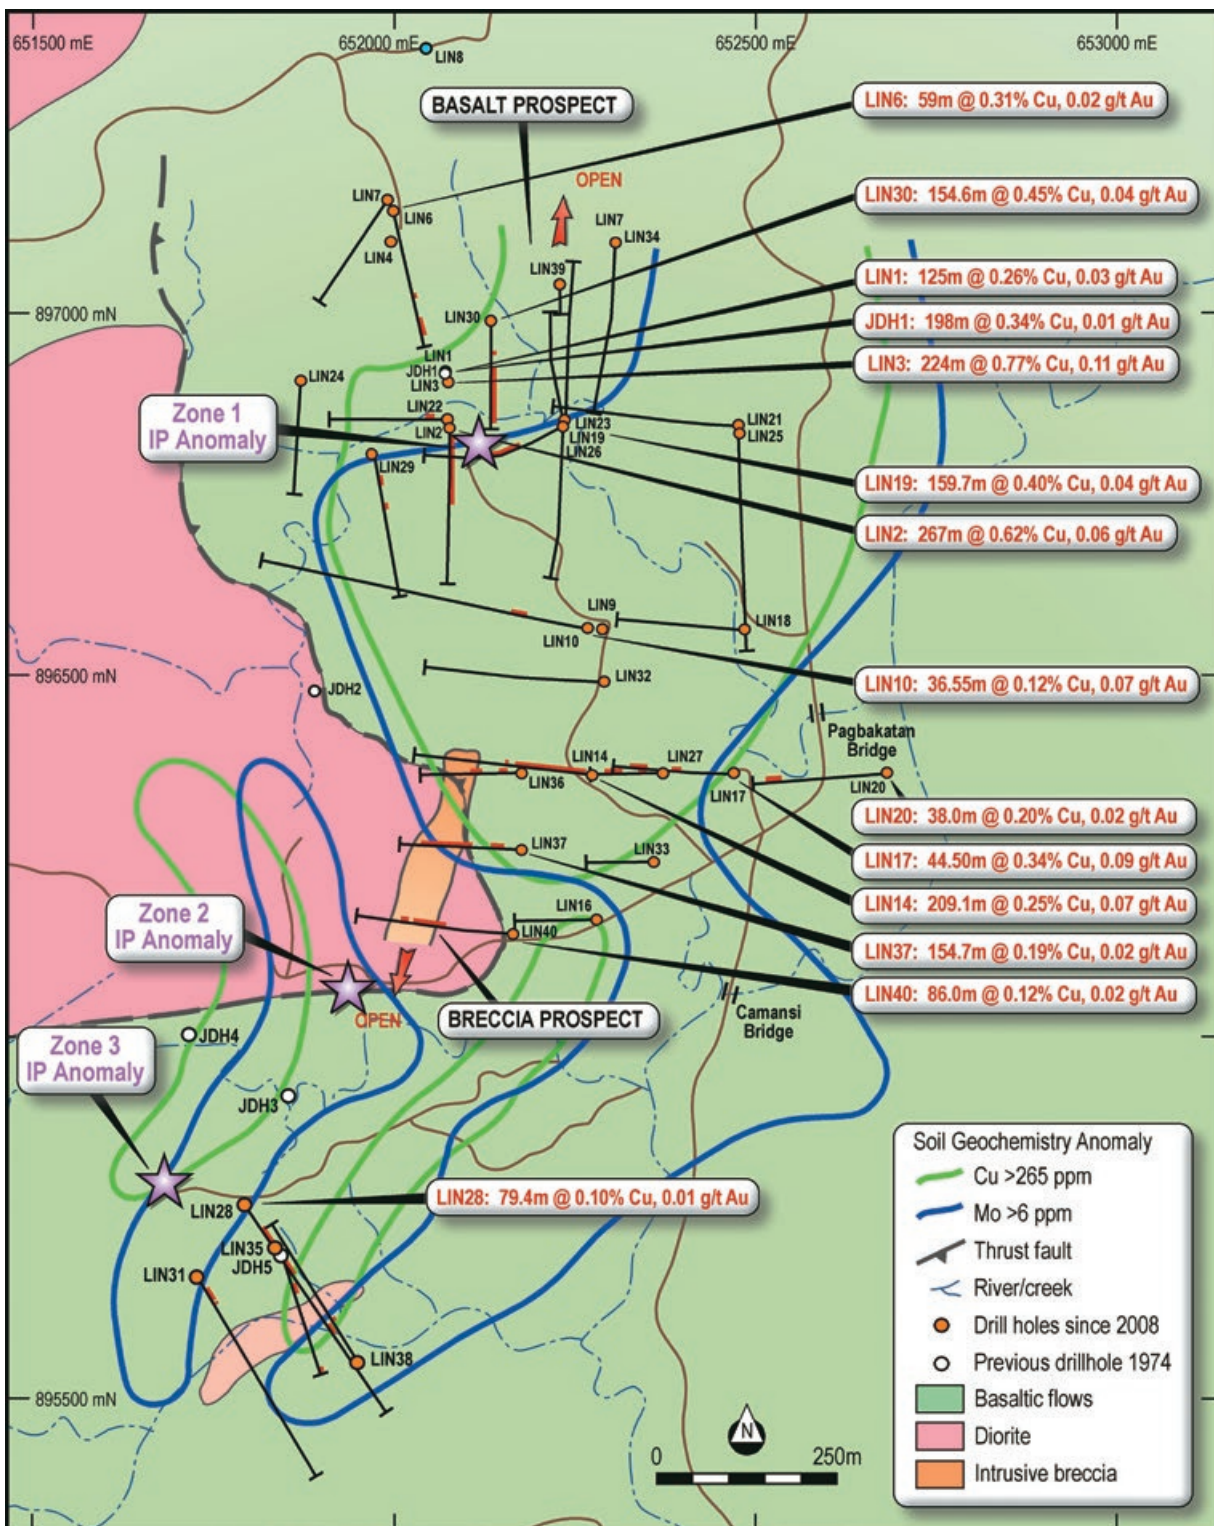 651500 mE
652000 mE
652500 mE
653000 mE
LIN8
BASALT PROSPECT
LIN6: 59m @ 0.31% Cu, 0.02 g/t Au
OPEN
LIN7
LIN6
LIN4
LIN7
LIN34
LIN39
LIN30: 154.6m @ 0.45% Cu, 0.04 g/t Au
LIN1: 125m @ 0.26% Cu, 0.03 g/t Au
897000 mN
LIN30
JDH1: 198m @ 0.34% Cu, 0.01 g/t Au
LIN1
JDH1
LIN3
LIN3: 224m @ 0.77% Cu, 0.11 g/t Au
LIN24
Zone 1
IP Anomaly
LIN22
LIN2
LIN23
LIN19
LIN26
LIN21
LIN25
LIN29
LIN19: 159.7m @ 0.40% Cu, 0.04 g/t Au
LIN2: 267m @ 0.62% Cu, 0.06 g/t Au
LIN9
LIN10
LIN18
896500 mN
LIN32
LIN10: 36.55m @ 0.12% Cu, 0.07 g/t Au
JDH2
Pagbakatan
Bridge
LIN14
LIN27
LIN36
LIN17
LIN20
LIN20: 38.0m @ 0.20% Cu, 0.02 g/t Au
LIN37
LIN33
LIN17: 44.50m @ 0.34% Cu, 0.09 g/t Au
LIN14: 209.1m @ 0.25% Cu, 0.07 g/t Au
Zone 2
IP Anomaly
LIN16
LIN40
LIN37: 154.7m @ 0.19% Cu, 0.02 g/t Au
LIN40: 86.0m @ 0.12% Cu, 0.02 g/t Au
OPEN
BRECCIA PROSPECT
Camansi
Bridge
JDH4
Zone 3
IP Anomaly
JDH3
LIN28
LIN28: 79.4m @ 0.10% Cu, 0.01 g/t Au
LIN35
JDH5
LIN31
LIN38
895500 mN
N
0
250m
Soil Geochemistry Anomaly
Cu >265 ppm
Mo >6 ppm
Thrust fault
River/creek
Drill holes since 2008
Previous drillhole 1974
Basaltic flows
Diorite
Intrusive breccia